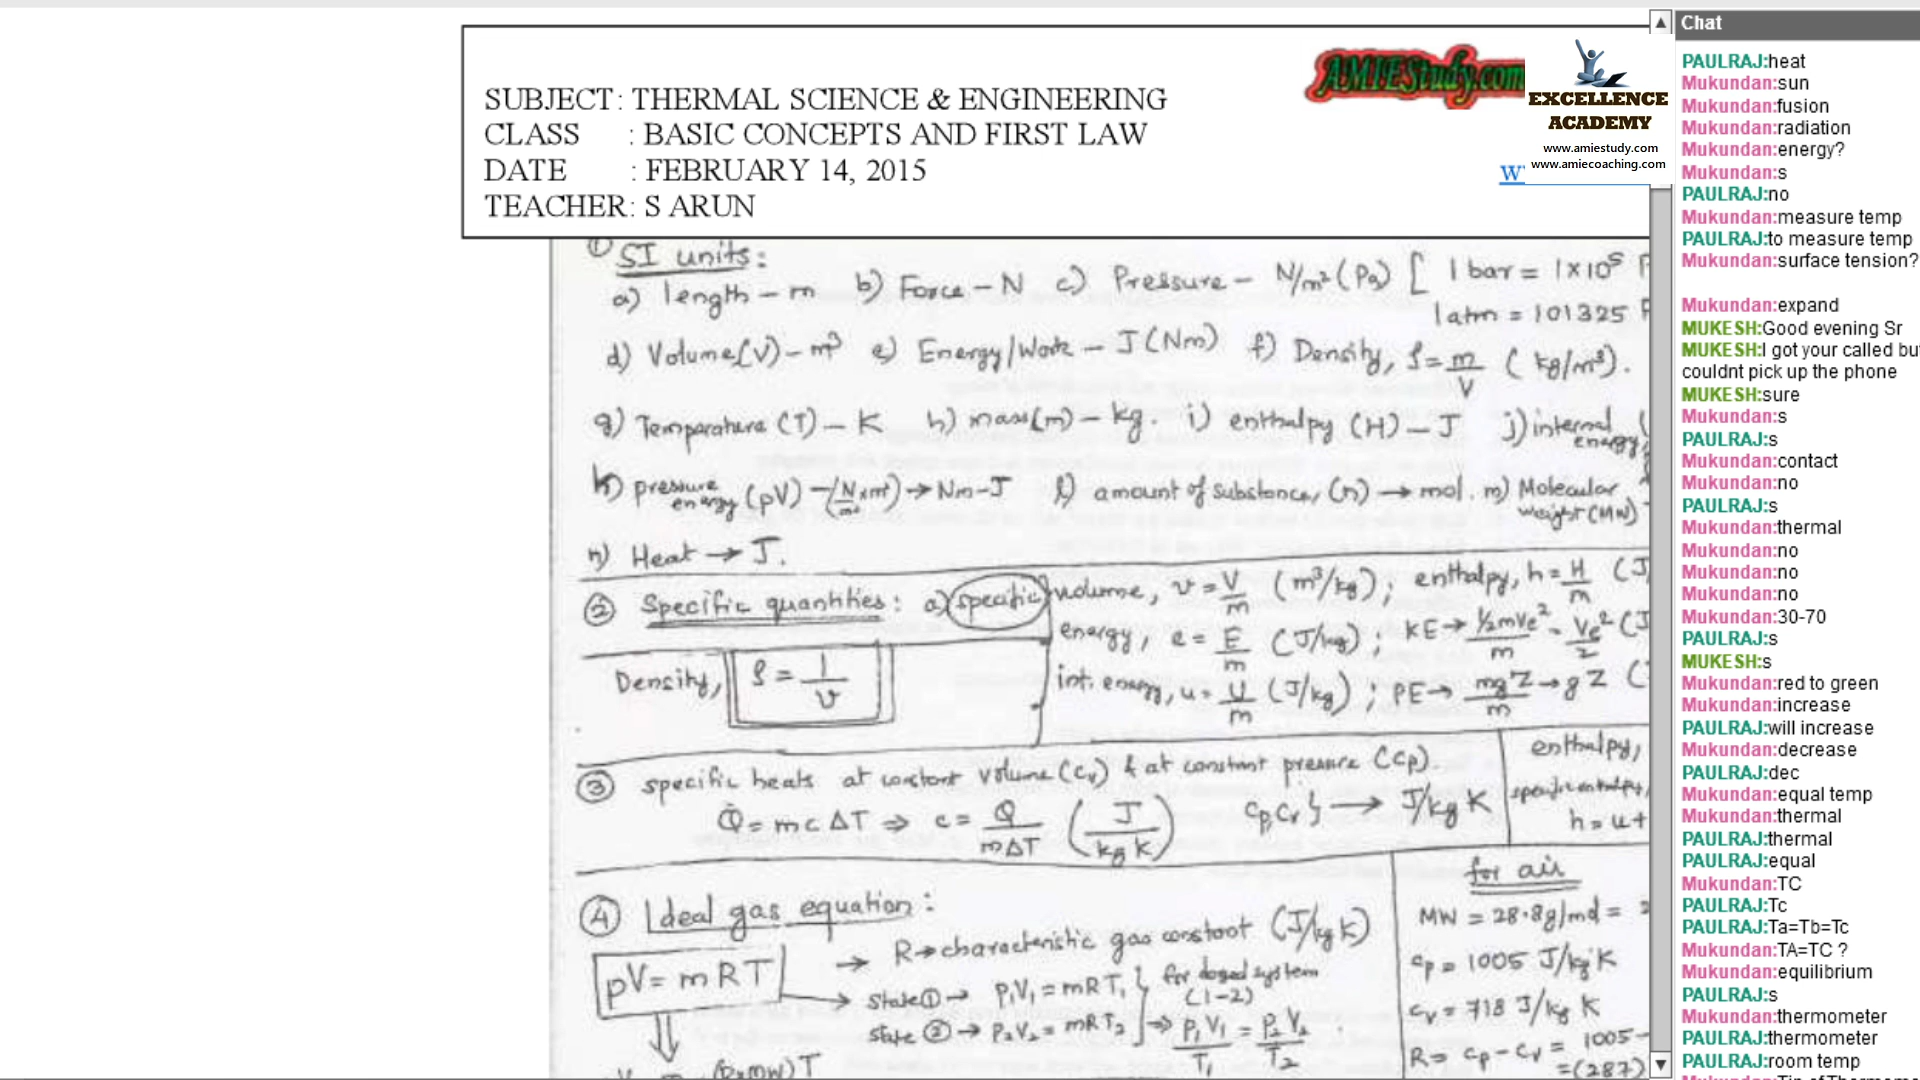 SUBJECT: THERMAL SCIENCE & ENGINEERING
CLASS : BASIC CONCEPTS AND FIRST LAW
DATE : FEBRUARY 14, 2015
TEACHER: S ARUN
AMIEStudy.com
EXCELLENCE
ACADEMY
www.amiestudy.com
www.amiecoaching.com
① SI units:
a) length – m b) Force – N c) Pressure – N/m² (Pa) [ 1 bar = 1×10⁵
1 atm = 101325
d) Volume(V) – m³ e) Energy/Work – J (Nm) f) Density, ρ = m/V ( kg/m³).
g) Temperature (T) – K h) mass(m) – kg. i) enthalpy (H) – J j) internal energy,
k) pressure energy (pV) – (N/m² × m³) → Nm – J l) amount of substance, (n) → mol. m) Molecular weight (MW)
n) Heat → J.
② Specific quantities: a) specific volume, v = V/m (m³/kg); enthalpy, h = H/m (J
energy, e = E/m (J/kg); KE → ½mVe²/m = Ve²/2 (J
Density, ρ = 1/v
int. energy, u = U/m (J/kg) ; PE → mgZ/m → gZ (
③ specific heats at constant volume (cv) & at constant pressure (cp).
Q = mcΔT ⇒ c = Q/mΔT (J/kg K) cp, cv } → J/kg K
enthalpy,
specific enthalpy,
h = u +
④ Ideal gas equation:
pV = mRT
→ R → characteristic gas constant (J/kg K)
→ state ① → p₁V₁ = mRT₁ } for closed system (1-2)
state ② → p₂V₂ = mRT₂ ⇒ p₁V₁/T₁ = p₂V₂/T₂
for air
MW = 28.8g/mol =
cp = 1005 J/kg K
cv = 718 J/kg K
R = cp – cv = 1005 –
=(287)
Chat
PAULRAJ:heat
Mukundan:sun
Mukundan:fusion
Mukundan:radiation
Mukundan:energy?
Mukundan:s
PAULRAJ:no
Mukundan:measure temp
PAULRAJ:to measure temp
Mukundan:surface tension?
Mukundan:expand
MUKESH:Good evening Sr
MUKESH:I got your called but
couldnt pick up the phone
MUKESH:sure
Mukundan:s
PAULRAJ:s
Mukundan:contact
Mukundan:no
PAULRAJ:s
Mukundan:thermal
Mukundan:no
Mukundan:no
Mukundan:no
Mukundan:30-70
PAULRAJ:s
MUKESH:s
Mukundan:red to green
Mukundan:increase
PAULRAJ:will increase
Mukundan:decrease
PAULRAJ:dec
Mukundan:equal temp
Mukundan:thermal
PAULRAJ:thermal
PAULRAJ:equal
Mukundan:TC
PAULRAJ:Tc
PAULRAJ:Ta=Tb=Tc
Mukundan:TA=TC ?
Mukundan:equilibrium
PAULRAJ:s
Mukundan:thermometer
PAULRAJ:thermometer
PAULRAJ:room temp